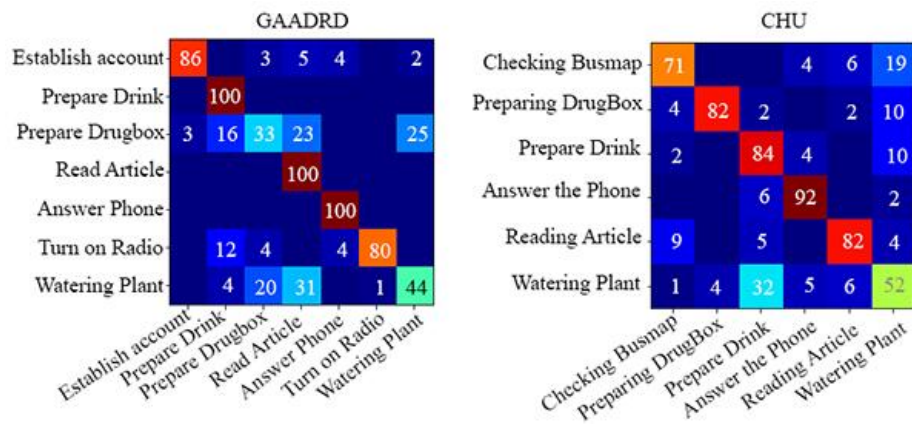 GAADRD
Establish account 86 3 5 4 2
Prepare Drink 100
Prepare Drugbox 3 16 33 23 25
Read Article 100
Answer Phone 100
Turn on Radio 12 4 4 80
Watering Plant 4 20 31 1 44
Establish account
Prepare Drink
Prepare Drugbox
Read Article
Answer Phone
Turn on Radio
Watering Plant
CHU
Checking Busmap 71 4 6 19
Preparing DrugBox 4 82 2 2 10
Prepare Drink 2 84 4 10
Answer the Phone 6 92 2
Reading Article 9 5 82 4
Watering Plant 1 4 32 5 6 52
Checking Busmap
Preparing DrugBox
Prepare Drink
Answer the Phone
Reading Article
Watering Plant